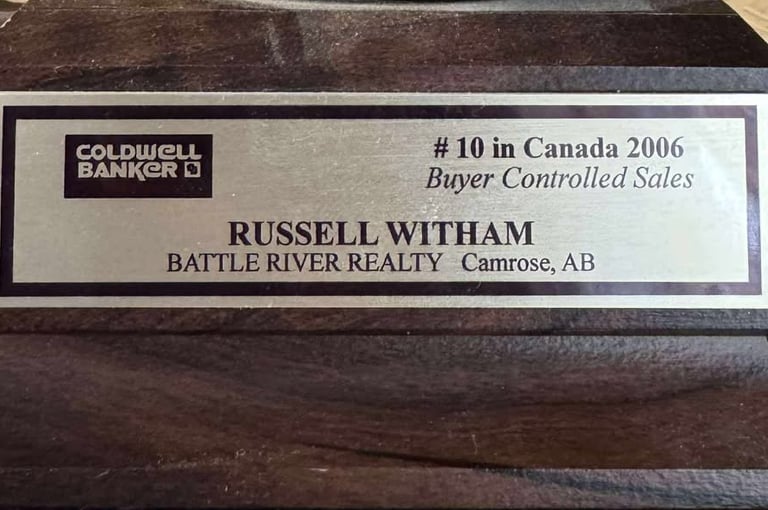 COLDWELL
BANKER
# 10 in Canada 2006
Buyer Controlled Sales
RUSSELL WITHAM
BATTLE RIVER REALTY Camrose, AB